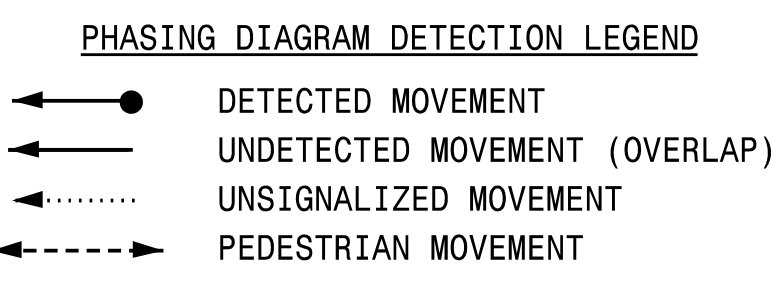 PHASING DIAGRAM DETECTION LEGEND
DETECTED MOVEMENT
UNDETECTED MOVEMENT (OVERLAP)
UNSIGNALIZED MOVEMENT
PEDESTRIAN MOVEMENT